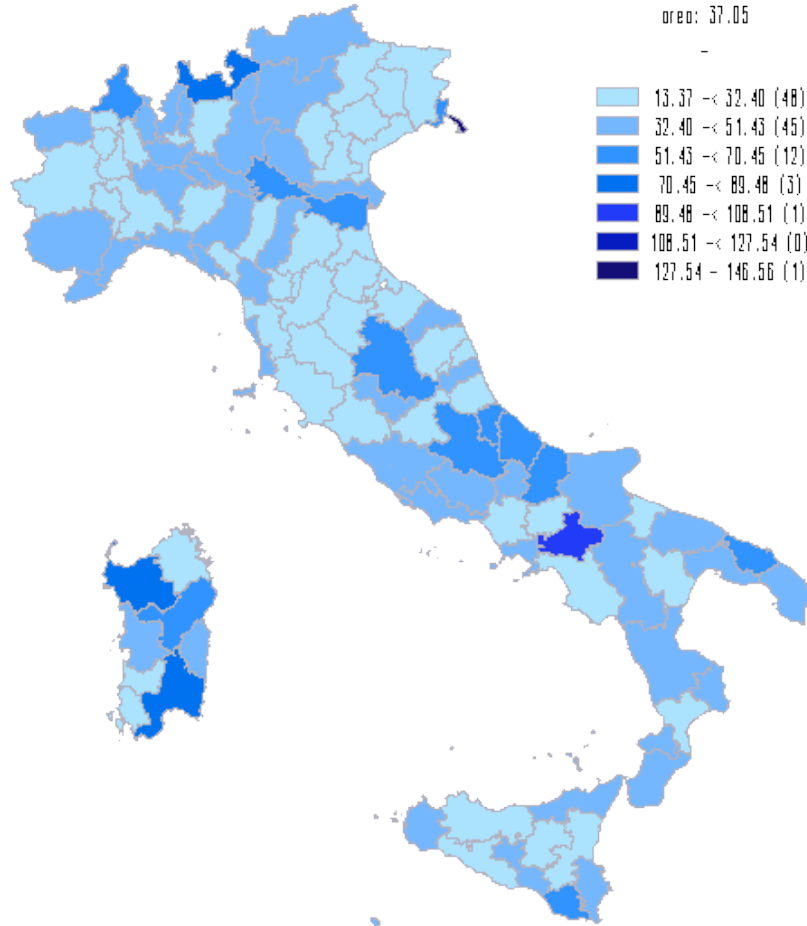 area: 37.05
-
13.37 -< 32.40 (48)
32.40 -< 51.43 (45)
51.43 -< 70.45 (12)
70.45 -< 89.48 (3)
89.48 -< 108.51 (1)
108.51 -< 127.54 (0)
127.54 - 146.56 (1)